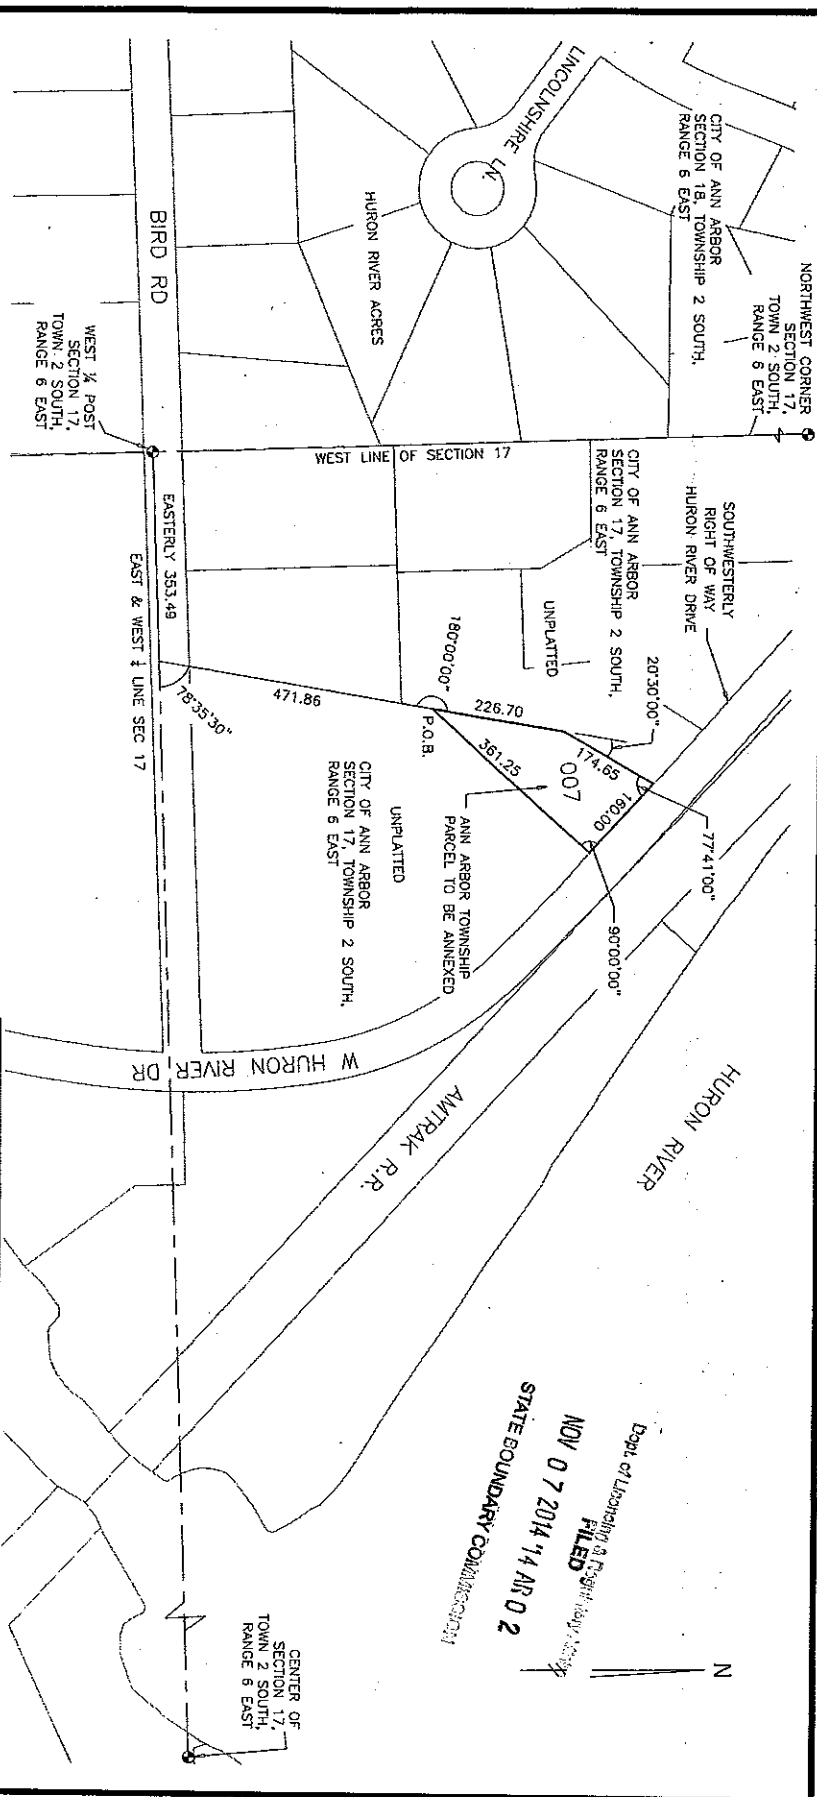 NORTHWEST CORNER
SECTION 17,
TOWN 2 SOUTH,
RANGE 6 EAST
CITY OF ANN ARBOR
SECTION 18, TOWNSHIP 2 SOUTH,
RANGE 6 EAST
LINCOLNSHIRE LN.
HURON RIVER ACRES
BIRD RD
WEST ¼ POST
SECTION 17,
TOWN. 2 SOUTH,
RANGE 6 EAST
WEST LINE OF SECTION 17
SOUTHWESTERLY
RIGHT OF WAY
HURON RIVER DRIVE
CITY OF ANN ARBOR
SECTION 17, TOWNSHIP 2 SOUTH,
RANGE 6 EAST
UNPLATTED
20°30'00"
180°00'00"
226.70
174.65
77°41'00"
007
160.00
361.25
90°00'00"
P.O.B.
471.86
78°35'30"
EASTERLY 353.49
EAST & WEST ¼ LINE SEC 17
ANN ARBOR TOWNSHIP
PARCEL TO BE ANNEXED
UNPLATTED
CITY OF ANN ARBOR
SECTION 17, TOWNSHIP 2 SOUTH,
RANGE 6 EAST
W HURON RIVER DR
AMTRAK R.R.
HURON RIVER
Dept of Licensing &
FILED
NOV 07 2014 '14 AR 0 2
STATE BOUNDARY COMMISSION
N
CENTER OF
SECTION 17,
TOWN 2 SOUTH,
RANGE 6 EAST